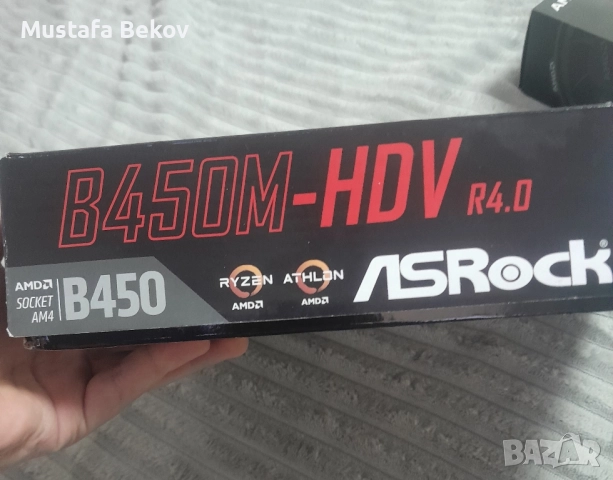 Mustafa Bekov
B450M-HDV R4.0
AMD SOCKET AM4 B450
RYZEN AMD ATHLON AMD
ASRock®
BAZAR